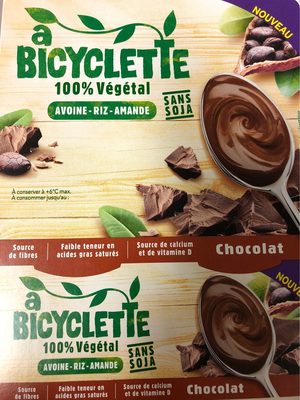 NOUVEAU
à
BICYCLETTE
100% Végétal
AVOINE-RIZ-AMANDE
SANS
SOJA
À conserver à +6°C max.
À consommer jusqu'au :
Source
de fibres
Faible teneur en
acides gras saturés
Source de calcium
et de vitamine D
Chocolat
NOUVEAU
à
BICYCLETTE
100% Végétal
AVOINE-RIZ-AMANDE
SANS
SOJA
Source
de fibres
Faible teneur en
acides gras saturés
Source de calcium
et de vitamine D
Chocolat